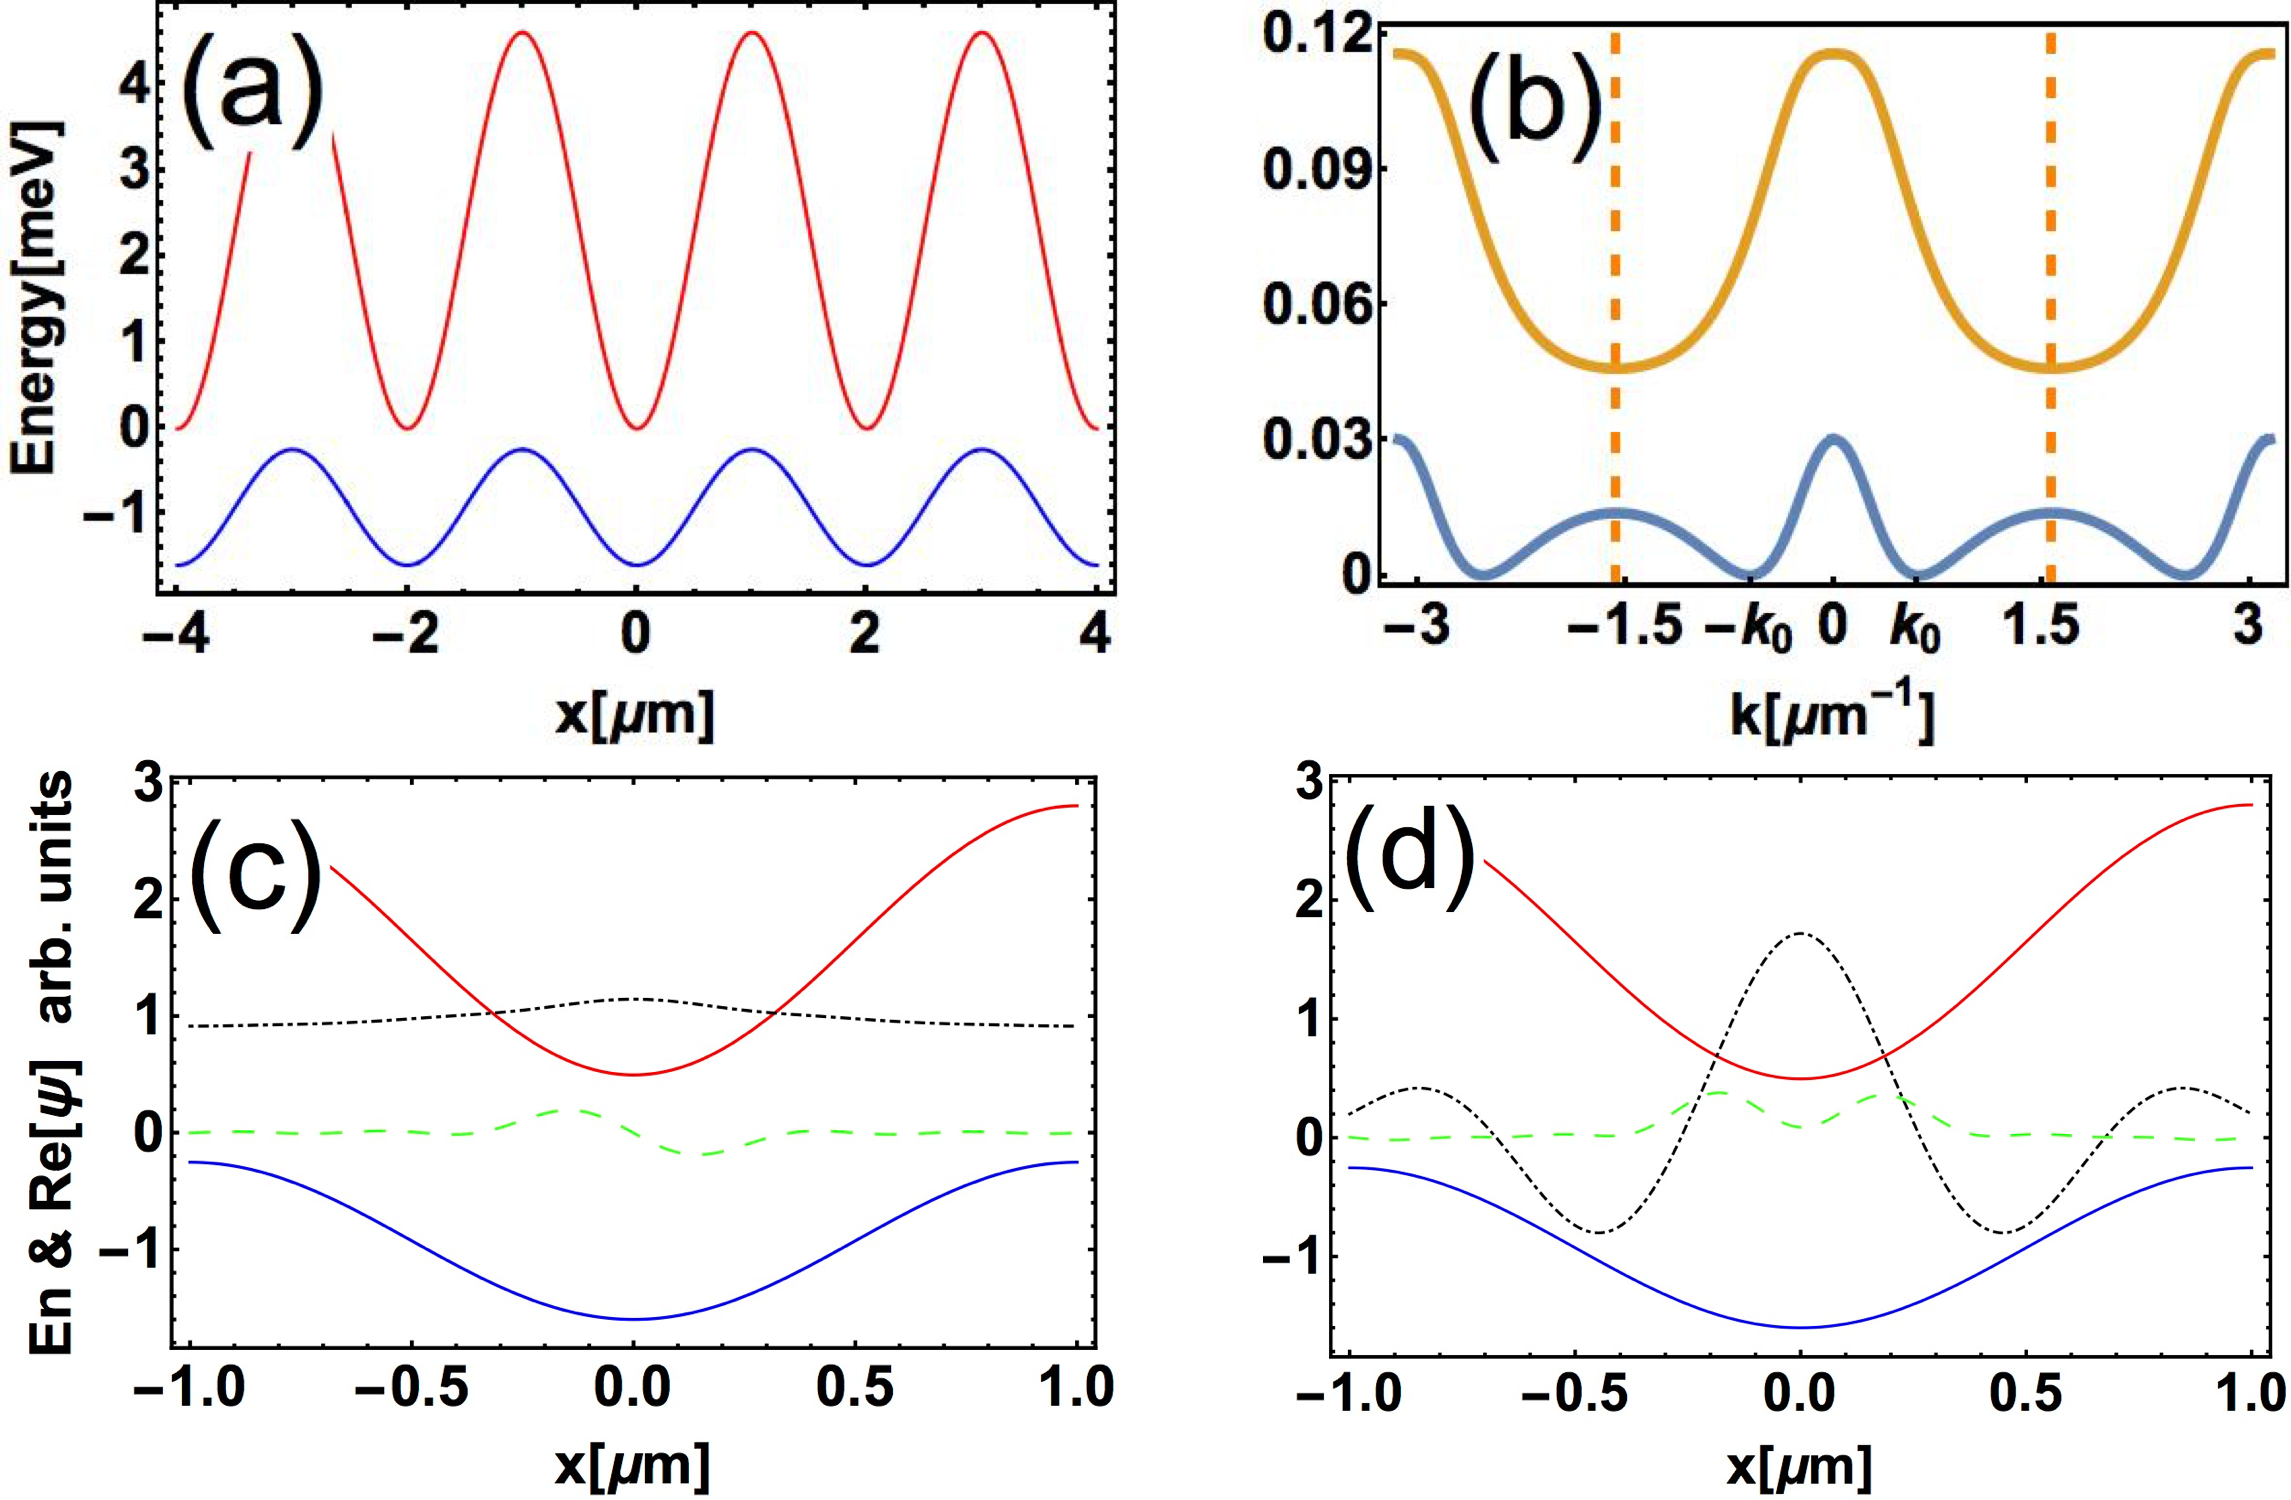 (a)
Energy[meV]
4
3
2
1
0
−1
−4 −2 0 2 4
x[μm]
(b)
0.12
0.09
0.06
0.03
0
−3 −1.5 −k₀ 0 k₀ 1.5 3
k[μm⁻¹]
(c)
En & Re[ψ] arb. units
3
2
1
0
−1
−1.0 −0.5 0.0 0.5 1.0
x[μm]
(d)
3
2
1
0
−1
−1.0 −0.5 0.0 0.5 1.0
x[μm]